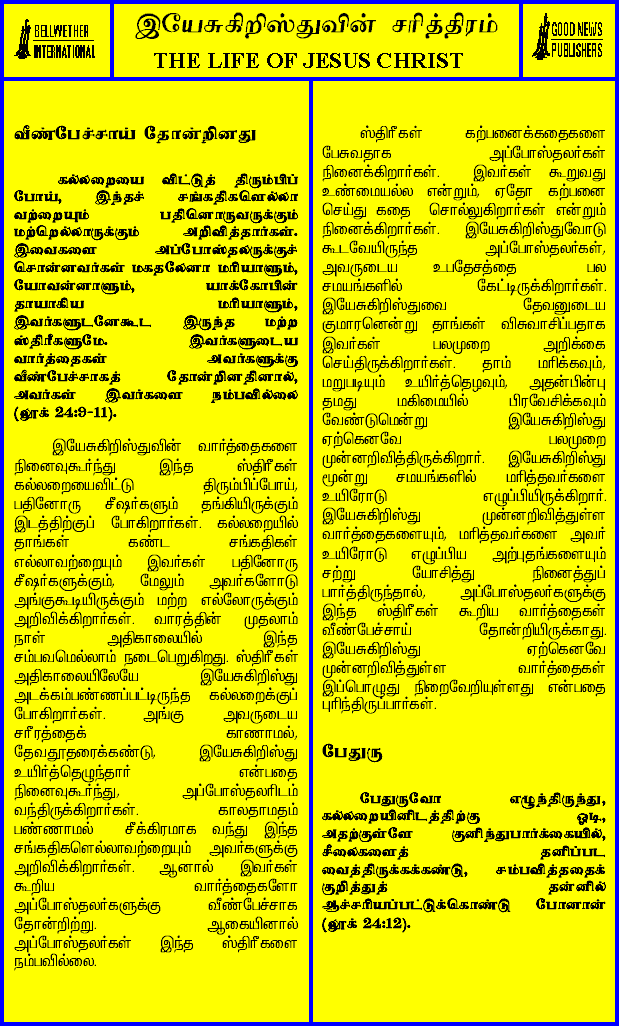 BELLWETHER
INTERNATIONAL
இயேசுகிறிஸ்துவின் சரித்திரம்
THE LIFE OF JESUS CHRIST
GOOD NEWS
PUBLISHERS
வீண்பேச்சாய் தோன்றினது
கல்லறையை விட்டுத் திரும்பிப்
போய், இந்தச் சங்கதிகளெல்லா
வற்றையும் பதினொருவருக்கும்
மற்றெல்லாருக்கும் அறிவித்தார்கள்.
இவைகளை அப்போஸ்தலருக்குச்
சொன்னவர்கள் மகதலேனா மரியாளும்,
யோவன்னாளும், யாக்கோபின்
தாயாகிய மரியாளும்,
இவர்களுடனேகூட இருந்த மற்ற
ஸ்திரீகளுமே. இவர்களுடைய
வார்த்தைகள் அவர்களுக்கு
வீண்பேச்சாகத் தோன்றினதினால்,
அவர்கள் இவர்களை நம்பவில்லை
(லூக் 24:9-11).
இயேசுகிறிஸ்துவின் வார்த்தைகளை
நினைவுகூர்ந்து இந்த ஸ்திரீகள்
கல்லறையைவிட்டு திரும்பிப்போய்,
பதினோரு சீஷர்களும் தங்கியிருக்கும்
இடத்திற்குப் போகிறார்கள். கல்லறையில்
தாங்கள் கண்ட சங்கதிகள்
எல்லாவற்றையும் இவர்கள் பதினோரு
சீஷர்களுக்கும், மேலும் அவர்களோடு
அங்குகூடியிருக்கும் மற்ற எல்லோருக்கும்
அறிவிக்கிறார்கள். வாரத்தின் முதலாம்
நாள் அதிகாலையில் இந்த
சம்பவமெல்லாம் நடைபெறுகிறது. ஸ்திரீகள்
அதிகாலையிலேயே இயேசுகிறிஸ்து
அடக்கம்பண்ணப்பட்டிருந்த கல்லறைக்குப்
போகிறார்கள். அங்கு அவருடைய
சரீரத்தைக் காணாமல்,
தேவதூதரைக்கண்டு, இயேசுகிறிஸ்து
உயிர்த்தெழுந்தார் என்பதை
நினைவுகூர்ந்து, அப்போஸ்தலரிடம்
வந்திருக்கிறார்கள். காலதாமதம்
பண்ணாமல் சீக்கிரமாக வந்து இந்த
சங்கதிகளெல்லாவற்றையும் அவர்களுக்கு
அறிவிக்கிறார்கள். ஆனால் இவர்கள்
கூறிய வார்த்தைகளோ
அப்போஸ்தலர்களுக்கு வீண்பேச்சாக
தோன்றிற்று. ஆகையினால்
அப்போஸ்தலர்கள் இந்த ஸ்திரீகளை
நம்பவில்லை.
ஸ்திரீகள் கற்பனைக்கதைகளை
பேசுவதாக அப்போஸ்தலர்கள்
நினைக்கிறார்கள். இவர்கள் கூறுவது
உண்மையல்ல என்றும், ஏதோ கற்பனை
செய்து கதை சொல்லுகிறார்கள் என்றும்
நினைக்கிறார்கள். இயேசுகிறிஸ்துவோடு
கூடவேயிருந்த அப்போஸ்தலர்கள்,
அவருடைய உபதேசத்தை பல
சமயங்களில் கேட்டிருக்கிறார்கள்.
இயேசுகிறிஸ்துவை தேவனுடைய
குமாரனென்று தாங்கள் விசுவாசிப்பதாக
இவர்கள் பலமுறை அறிக்கை
செய்திருக்கிறார்கள். தாம் மரிக்கவும்,
மறுபடியும் உயிர்த்தெழவும், அதன்பின்பு
தமது மகிமையில் பிரவேசிக்கவும்
வேண்டுமென்று இயேசுகிறிஸ்து
ஏற்கெனவே பலமுறை
முன்னறிவித்திருக்கிறார். இயேசுகிறிஸ்து
மூன்று சமயங்களில் மரித்தவர்களை
உயிரோடு எழுப்பியிருக்கிறார்.
இயேசுகிறிஸ்து முன்னறிவித்துள்ள
வார்த்தைகளையும், மரித்தவர்களை அவர்
உயிரோடு எழுப்பிய அற்புதங்களையும்
சற்று யோசித்து நினைத்துப்
பார்த்திருந்தால், அப்போஸ்தலர்களுக்கு
இந்த ஸ்திரீகள் கூறிய வார்த்தைகள்
வீண்பேச்சாய் தோன்றியிருக்காது.
இயேசுகிறிஸ்து ஏற்கெனவே
முன்னறிவித்துள்ள வார்த்தைகள்
இப்பொழுது நிறைவேறியுள்ளது என்பதை
புரிந்திருப்பார்கள்.
பேதுரு
பேதுருவோ எழுந்திருந்து,
கல்லறையினிடத்திற்கு ஓடி,
அதற்குள்ளே குனிந்துபார்க்கையில்,
சீலைகளைத் தனிப்பட
வைத்திருக்கக்கண்டு, சம்பவித்ததைக்
குறித்துத் தன்னில்
ஆச்சரியப்பட்டுக்கொண்டு போனான்
(லூக் 24:12).